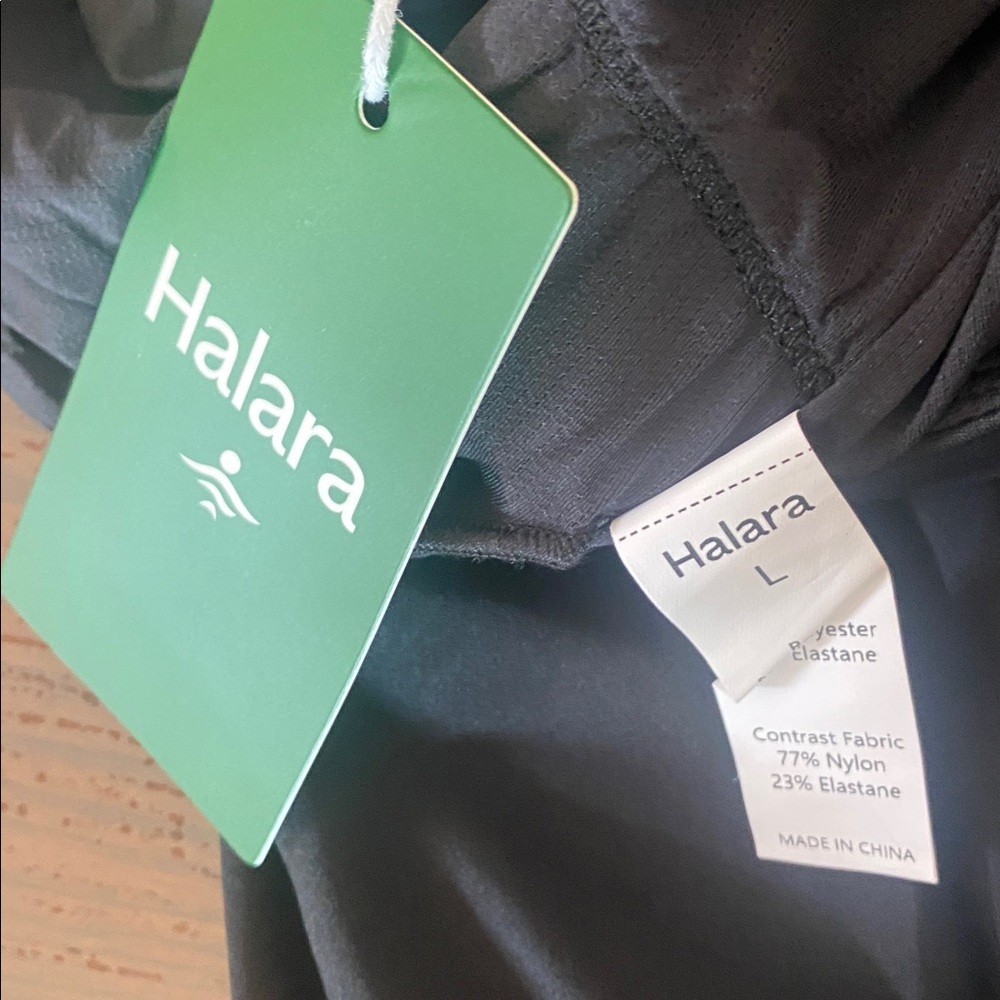 Halara
Halara
L
Elastane
Contrast Fabric
77% Nylon
23% Elastane
MADE IN CHINA